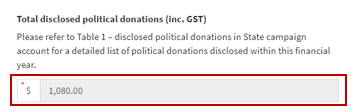 Total disclosed political donations (inc. GST)
Please refer to Table 1 – disclosed political donations in State campaign
account for a detailed list of political donations disclosed within this financial
year.
* $ 1,080.00